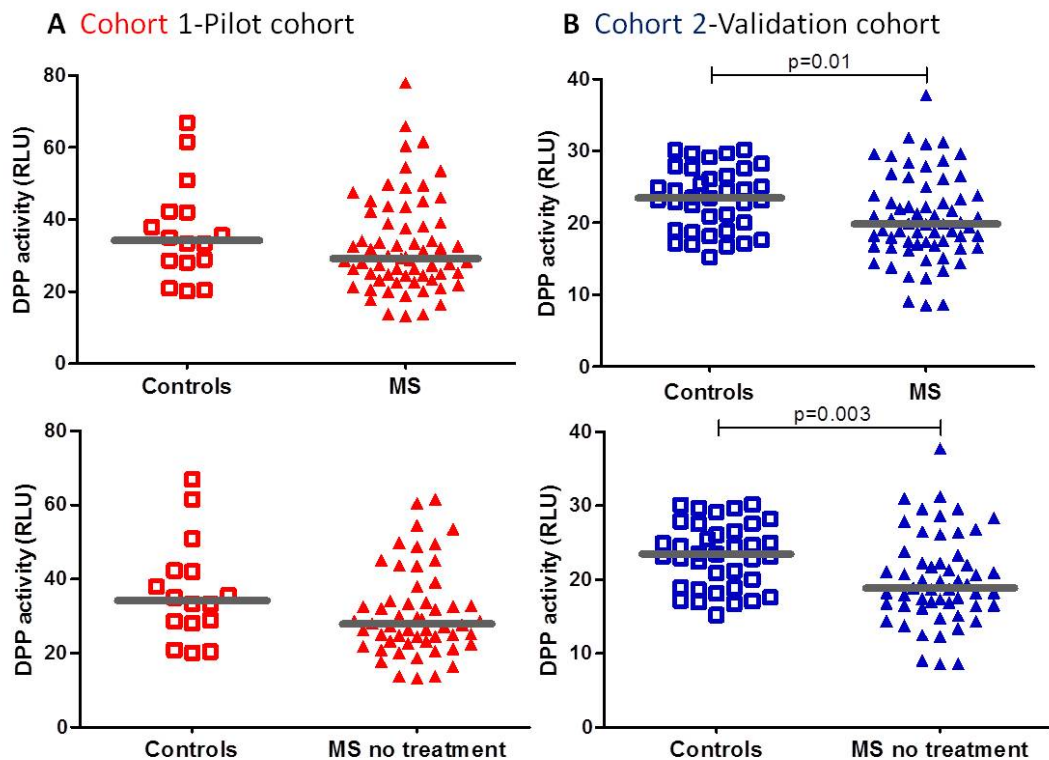 A Cohort 1-Pilot cohort
80
60
40
20
0
DPP activity (RLU)
Controls
MS
B Cohort 2-Validation cohort
p=0.01
40
30
20
10
0
DPP activity (RLU)
Controls
MS
80
60
40
20
0
DPP activity (RLU)
Controls
MS no treatment
p=0.003
40
30
20
10
0
DPP activity (RLU)
Controls
MS no treatment